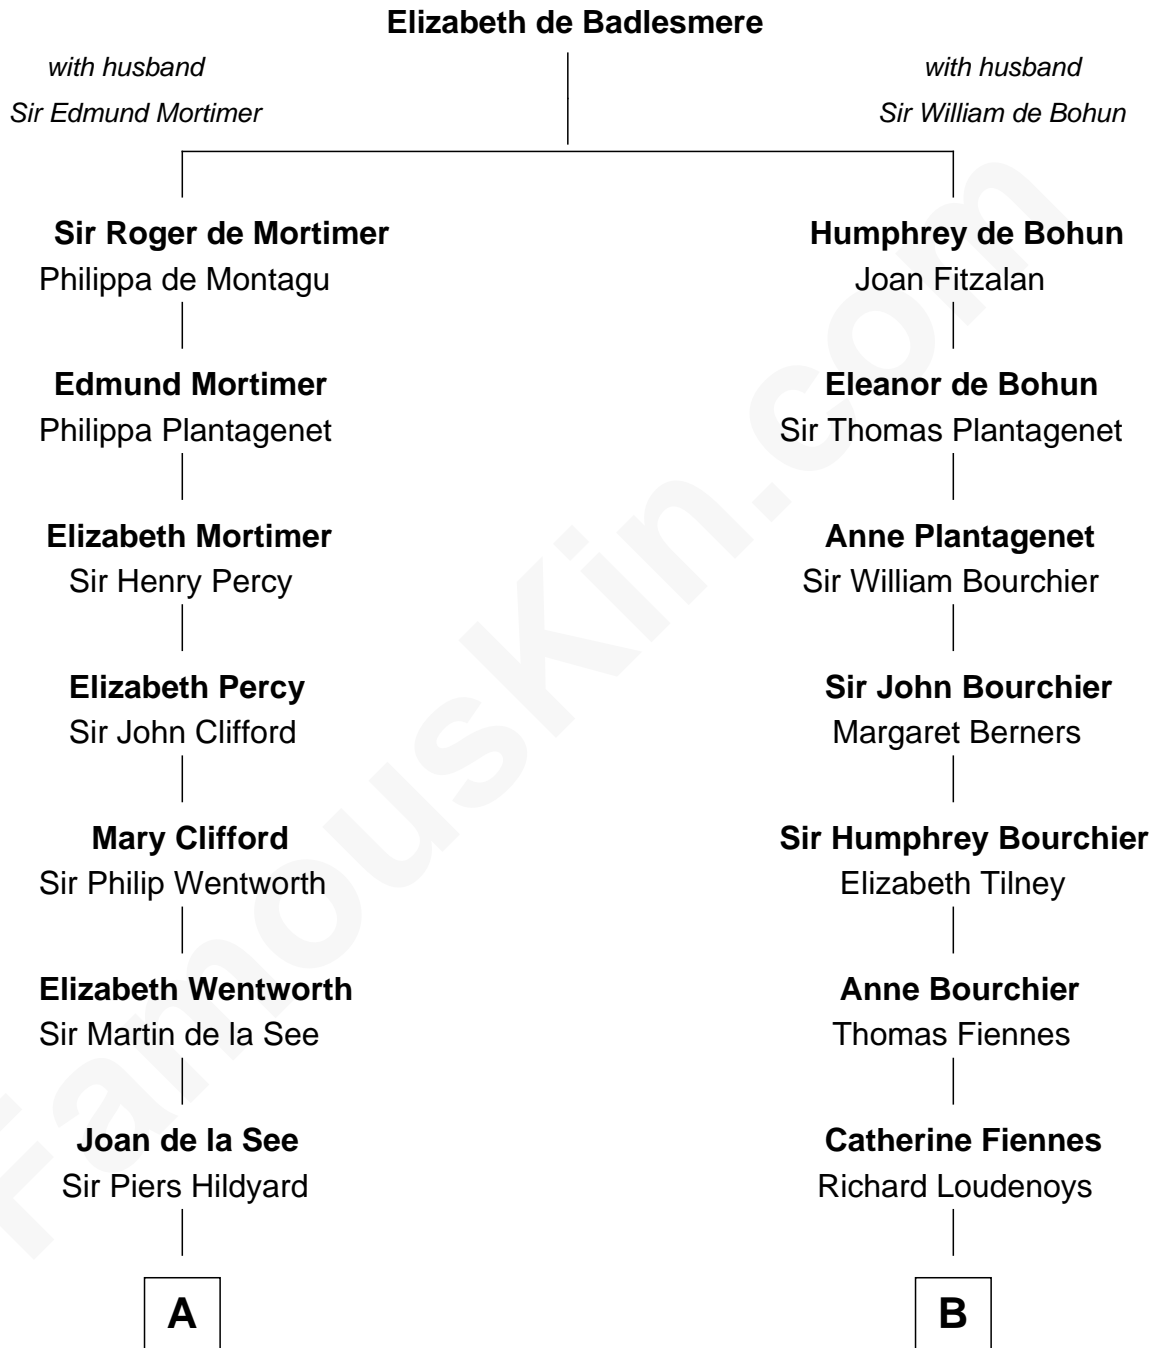 Elizabeth de Badlesmere
with husband
Sir Edmund Mortimer
with husband
Sir William de Bohun
Sir Roger de Mortimer
Philippa de Montagu
Humphrey de Bohun
Joan Fitzalan
Edmund Mortimer
Philippa Plantagenet
Eleanor de Bohun
Sir Thomas Plantagenet
Elizabeth Mortimer
Sir Henry Percy
Anne Plantagenet
Sir William Bourchier
Elizabeth Percy
Sir John Clifford
Sir John Bourchier
Margaret Berners
Mary Clifford
Sir Philip Wentworth
Sir Humphrey Bourchier
Elizabeth Tilney
Elizabeth Wentworth
Sir Martin de la See
Anne Bourchier
Thomas Fiennes
Joan de la See
Sir Piers Hildyard
Catherine Fiennes
Richard Loudenoys
A
B
FamousKin.com